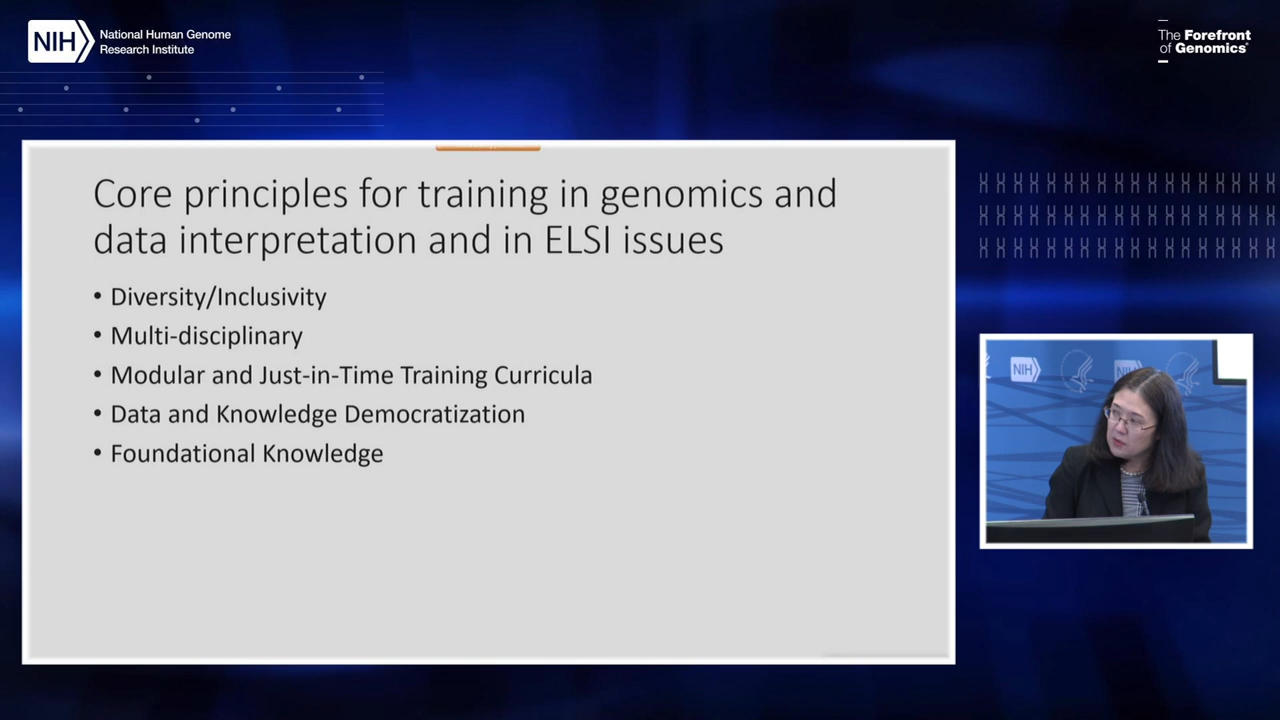 NIH
National Human Genome
Research Institute
The Forefront
of Genomics®
Core principles for training in genomics and
data interpretation and in ELSI issues
• Diversity/Inclusivity
• Multi-disciplinary
• Modular and Just-in-Time Training Curricula
• Data and Knowledge Democratization
• Foundational Knowledge
NIH
NIH